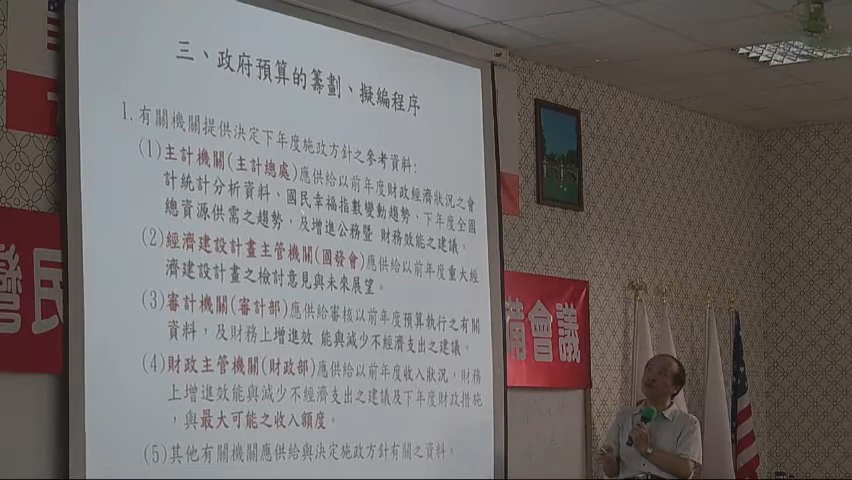 三、政府預算的籌劃、擬編程序
1.有關機關提供決定下年度施政方針之參考資料:
(1)主計機關(主計總處)應供給以前年度財政經濟狀況之會
計統計分析資料、國民幸福指數變動趨勢、下年度全國
總資源供需之趨勢,及增進公務暨 財務效能之建議。
(2)經濟建設計畫主管機關(國發會)應供給以前年度重大經
濟建設計畫之檢討意見與未來展望。
(3)審計機關(審計部)應供給審核以前年度預算執行之有關
資料,及財務上增進效 能與減少不經濟支出之建議。
(4)財政主管機關(財政部)應供給以前年度收入狀況,財務
上增進效能與減少不經濟支出之建議及下年度財政措施
,與最大可能之收入額度。
(5)其他有關機關應供給與決定施政方針有關之資料。
灣民
備會議